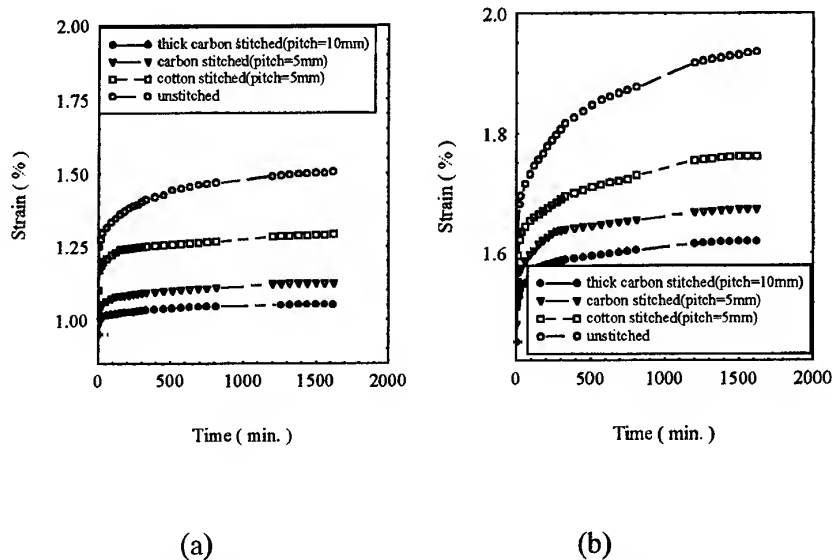 2.00
1.75
1.50
1.25
1.00
Strain ( % )
thick carbon stitched(pitch=10mm)
carbon stitched(pitch=5mm)
cotton stitched(pitch=5mm)
unstitched
0
500
1000
1500
2000
Time ( min. )
(a)
2.0
1.8
1.6
Strain ( % )
thick carbon stitched(pitch=10mm)
carbon stitched(pitch=5mm)
cotton stitched(pitch=5mm)
unstitched
0
500
1000
1500
2000
Time ( min. )
(b)